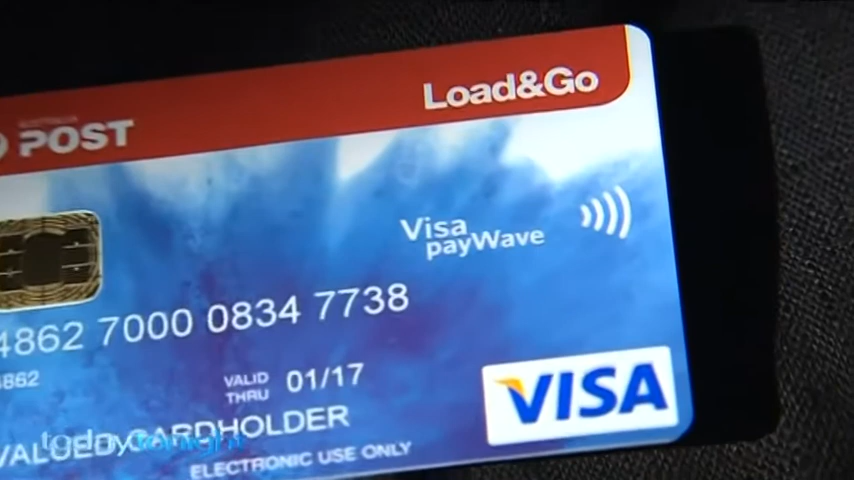 POST
Load&Go
Visa
payWave
4862 7000 0834 7738
4862
VALID
THRU
01/17
VALUED CARDHOLDER
todaytonight
ELECTRONIC USE ONLY
VISA